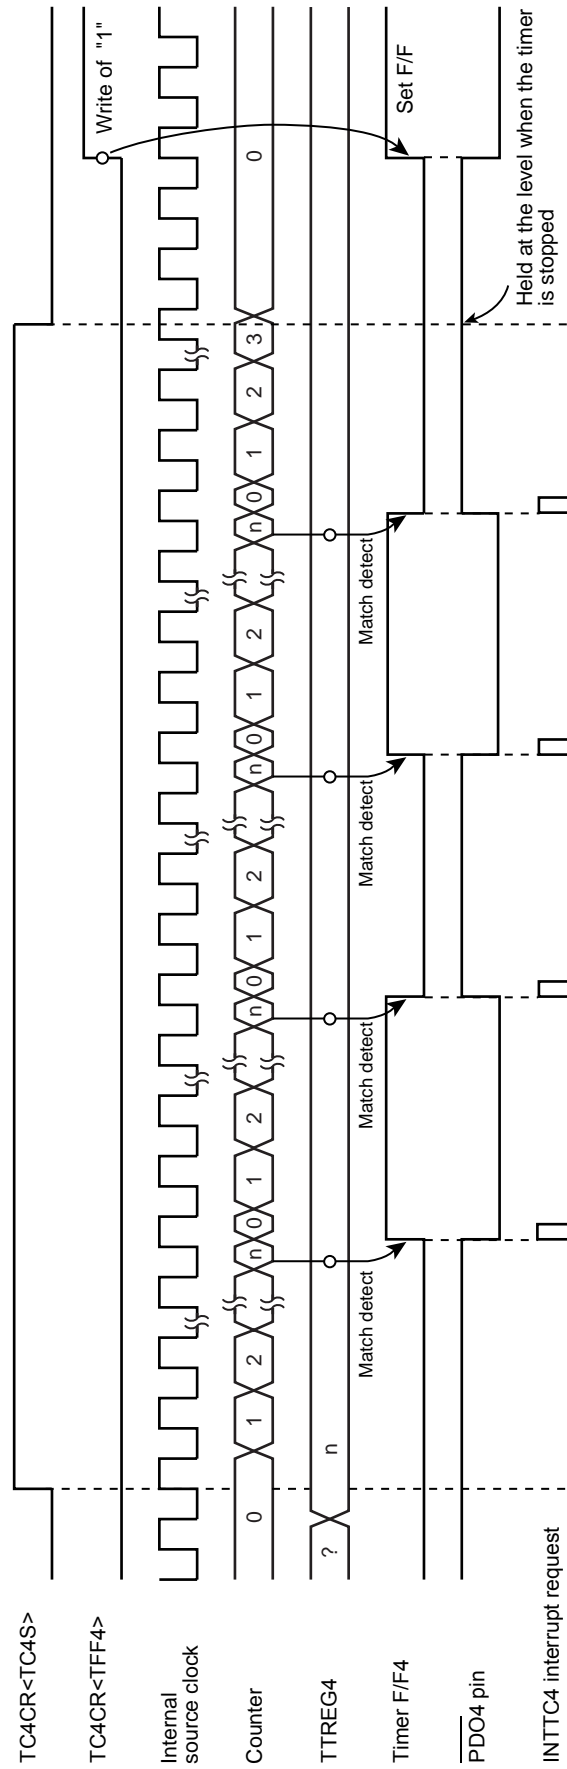 TC4CR<TC4S>
TC4CR<TFF4>
Write of "1"
Internal
source clock
Counter
0 1 2 n 0 1 2 n 0 1 2 n 0 1 2 n 0 1 2 3 0
TTREG4
? n
Match detect
Match detect
Match detect
Match detect
Timer F/F4
Set F/F
PDO4 pin
Held at the level when the timer
is stopped
INTTC4 interrupt request